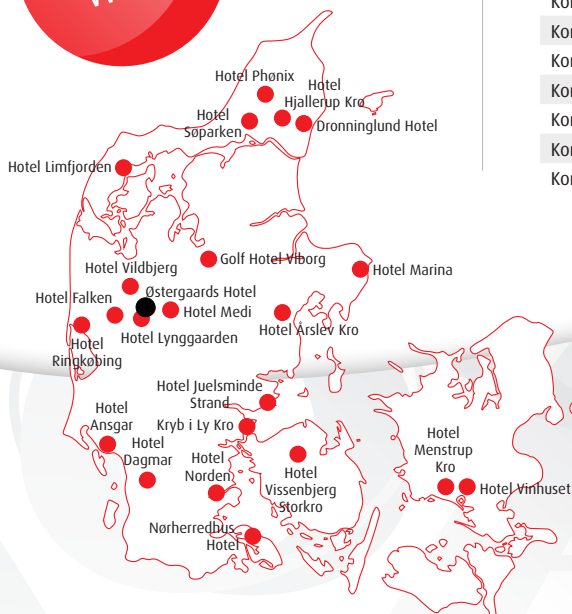 Hotel Phønix
Hotel
Hjallerup Kro
Hotel
Søparken
Dronninglund Hotel
Hotel Limfjorden
Golf Hotel Viborg
Hotel Vildbjerg
Hotel Marina
Østergaards Hotel
Hotel Falken
Hotel Medi
Hotel Årslev Kro
Hotel Lynggaarden
Hotel
Ringkøbing
Hotel Juelsminde
Strand
Hotel
Ansgar
Kryb i Ly Kro
Hotel
Dagmar
Hotel
Norden
Hotel
Vissenbjerg
Storkro
Hotel
Menstrup
Kro
Hotel Vinhuset
Nørherredhus
Hotel